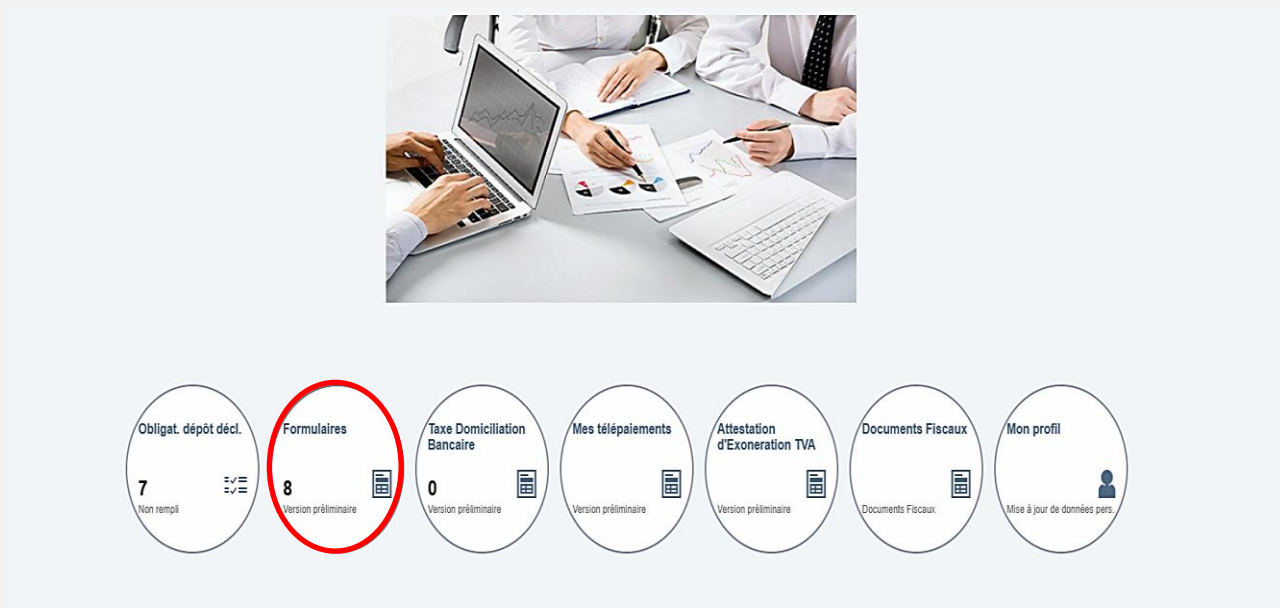 Obligat. dépôt décl.
7
Non rempli
Formulaires
8
Version préliminaire
Taxe Domiciliation
Bancaire
0
Version préliminaire
Mes télépaiements
Version préliminaire
Attestation
d'Exoneration TVA
Version préliminaire
Documents Fiscaux
Documents Fiscaux
Mon profil
Mise à jour de données pers.